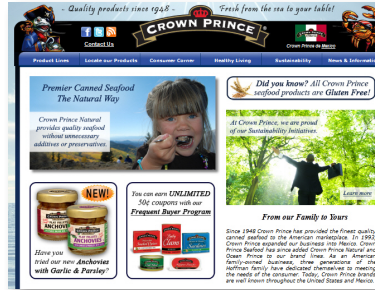 - Quality products since 1948 -
Fresh from the sea to your table!
CROWN PRINCE
Contact Us
Crown Prince de Mexico
Product Lines
Locate our Products
Consumer Corner
Healthy Living
Sustainability
News & Informati
Premier Canned Seafood
The Natural Way
Crown Prince Natural
provides quality seafood
without unnecessary
additives or preservatives.
Did you know? All Crown Prince
seafood products are Gluten Free!
At Crown Prince, we are proud
of our Sustainability Initiatives.
Learn more
NEW!
ANCHOVIES
ANCHOVIES
Have you
tried our new Anchovies
with Garlic & Parsley?
You can earn UNLIMITED
50¢ coupons with our
Frequent Buyer Program
From our Family to Yours
Since 1948 Crown Prince has provided the finest quality
canned seafood to the American marketplace. In 1993,
Crown Prince expanded our business into Mexico. Crown
Prince Seafood has since added Crown Prince Natural and
Ocean Prince to our brand lines. As an American
family-owned business, three generations of the
Hoffman family have dedicated themselves to meeting
the needs of the consumer. Today, Crown Prince brands
are well known throughout the United States and Mexico.